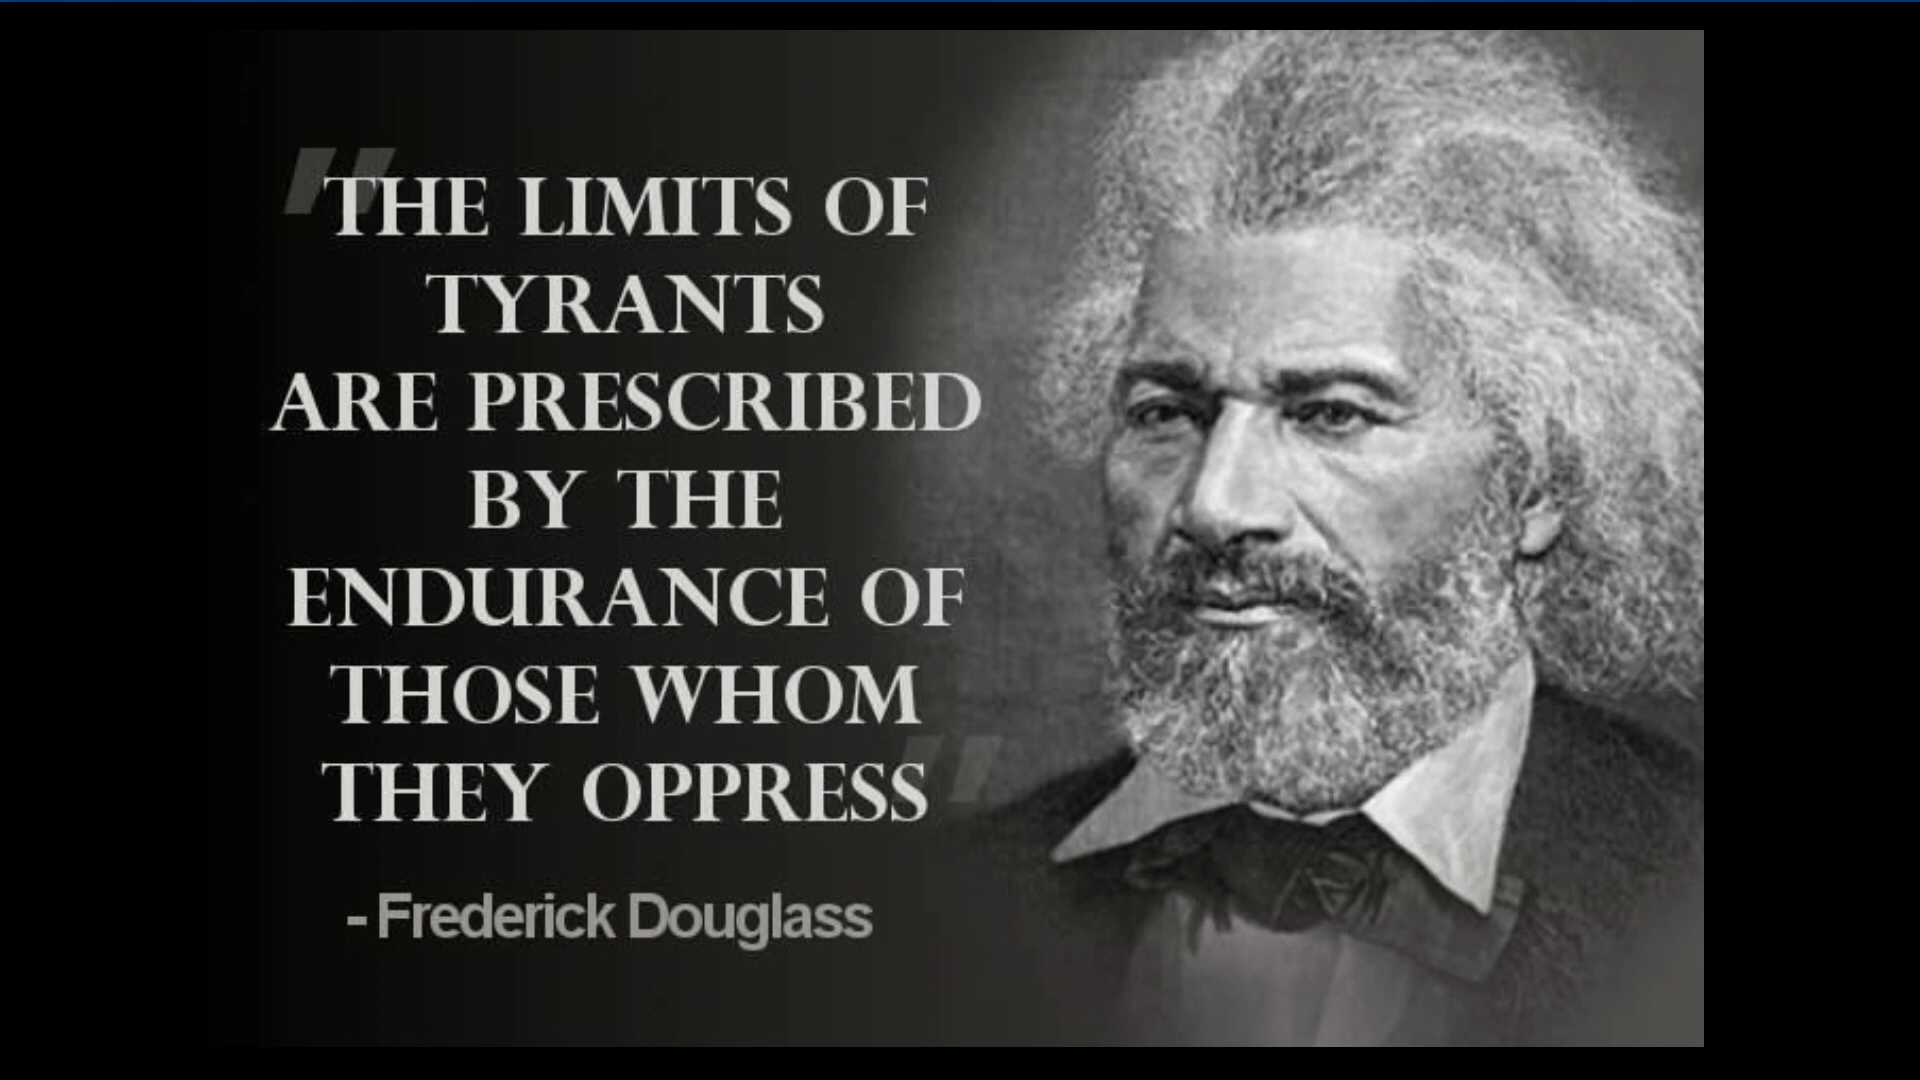 "THE LIMITS OF
TYRANTS
ARE PRESCRIBED
BY THE
ENDURANCE OF
THOSE WHOM
THEY OPPRESS"
- Frederick Douglass